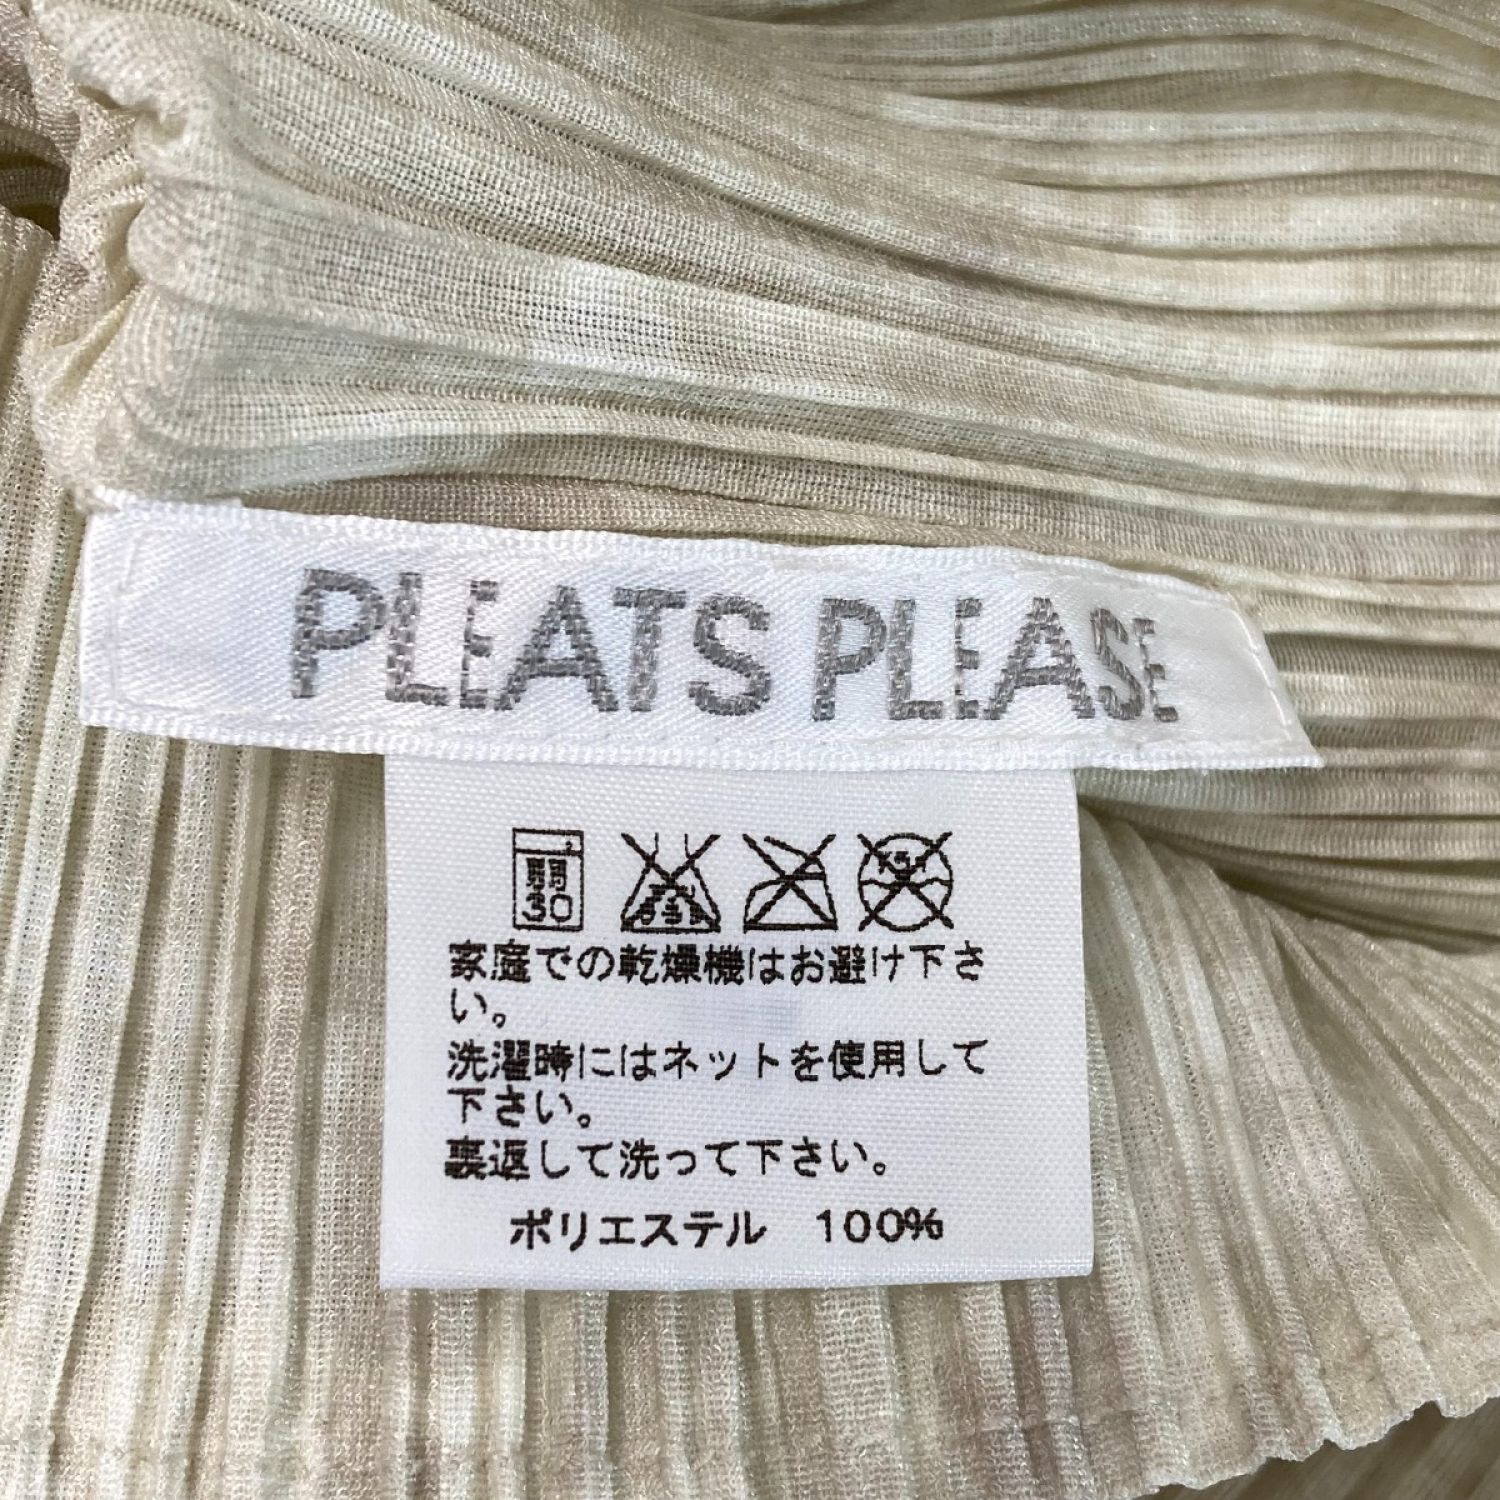 PLEATS PLEASE
弱
30
家庭での乾燥機はお避け下さ
い。
洗濯時にはネットを使用して
下さい。
裏返して洗って下さい。
ポリエステル 100%